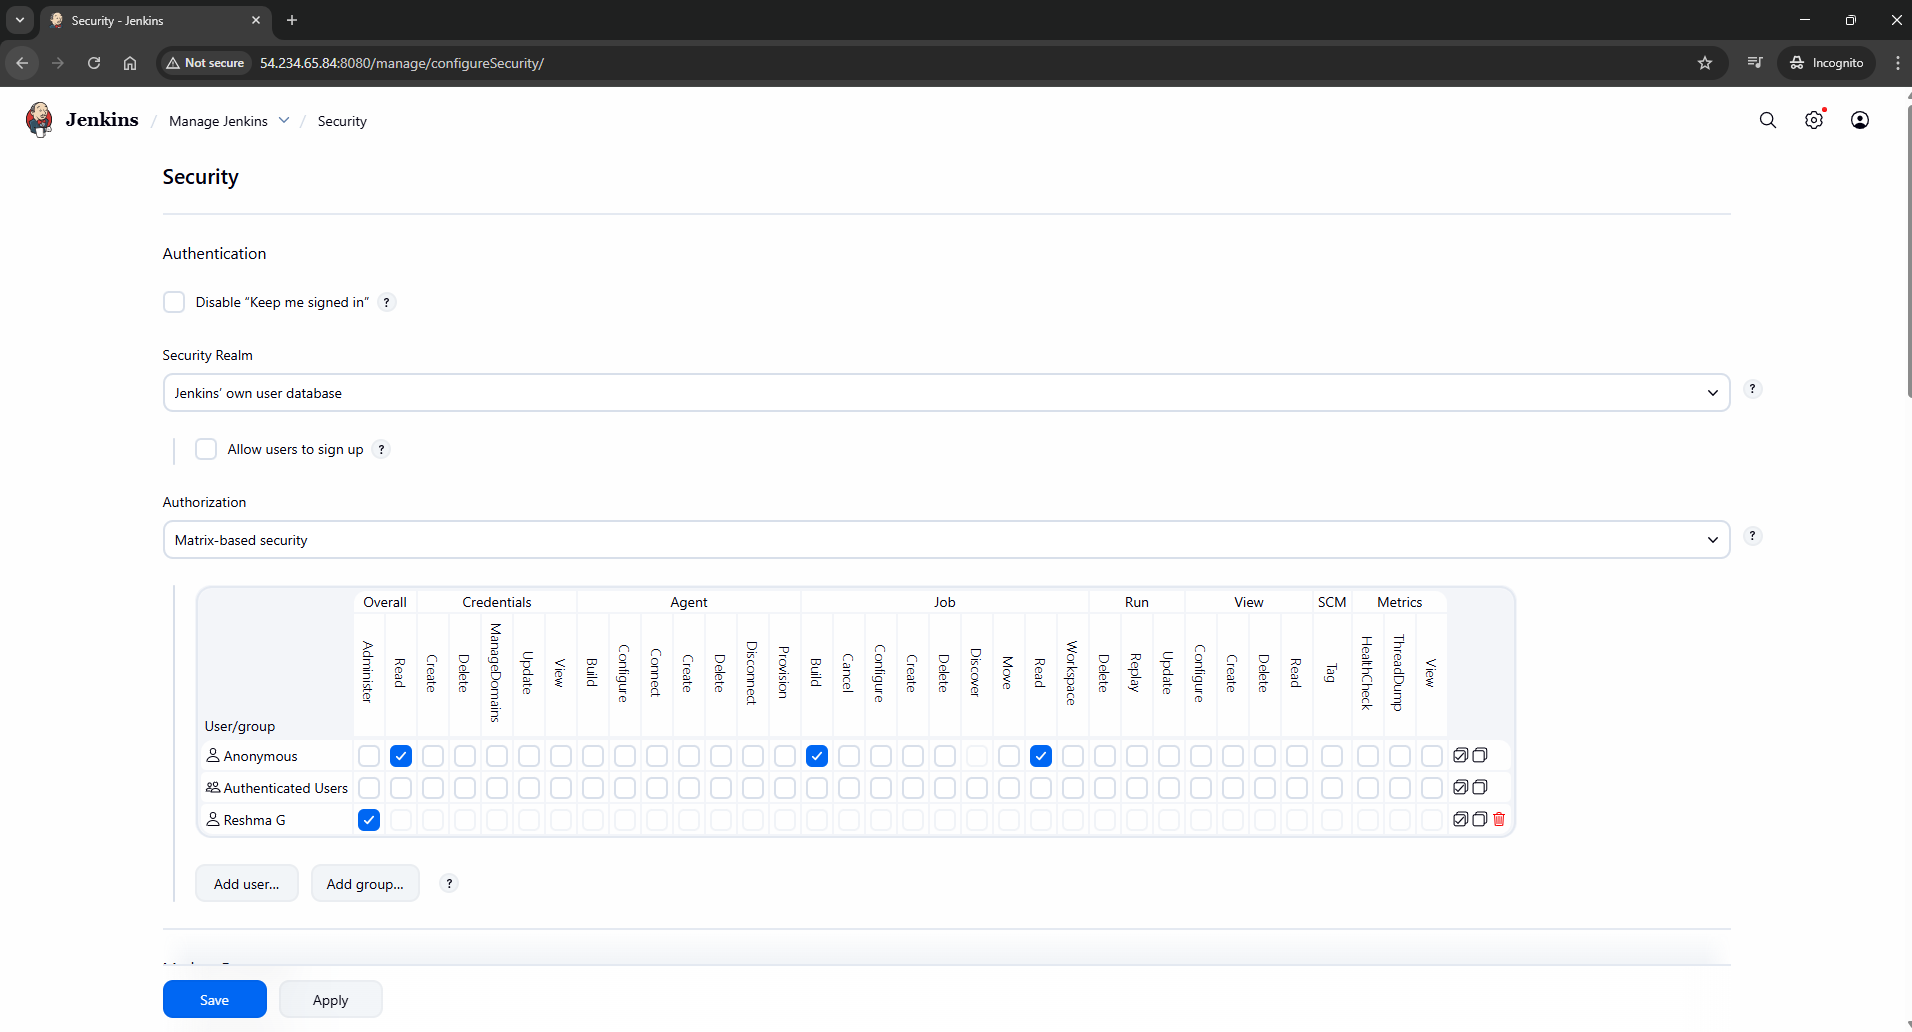 Security - Jenkins
Not secure
54.234.65.84:8080/manage/configureSecurity/
Incognito
Jenkins / Manage Jenkins / Security
Security
Authentication
Disable “Keep me signed in” ?
Security Realm
Jenkins’ own user database
?
Allow users to sign up ?
Authorization
Matrix-based security
?
Overall Credentials Agent Job Run View SCM Metrics
User/group Administer Read Create Delete ManageDomains Update View Build Configure Connect Create Delete Disconnect Provision Build Cancel Configure Create Delete Discover Move Read Workspace Delete Replay Update Configure Create Delete Read Tag HealthCheck ThreadDump View
Anonymous
Authenticated Users
Reshma G
Add user... Add group... ?
Save Apply